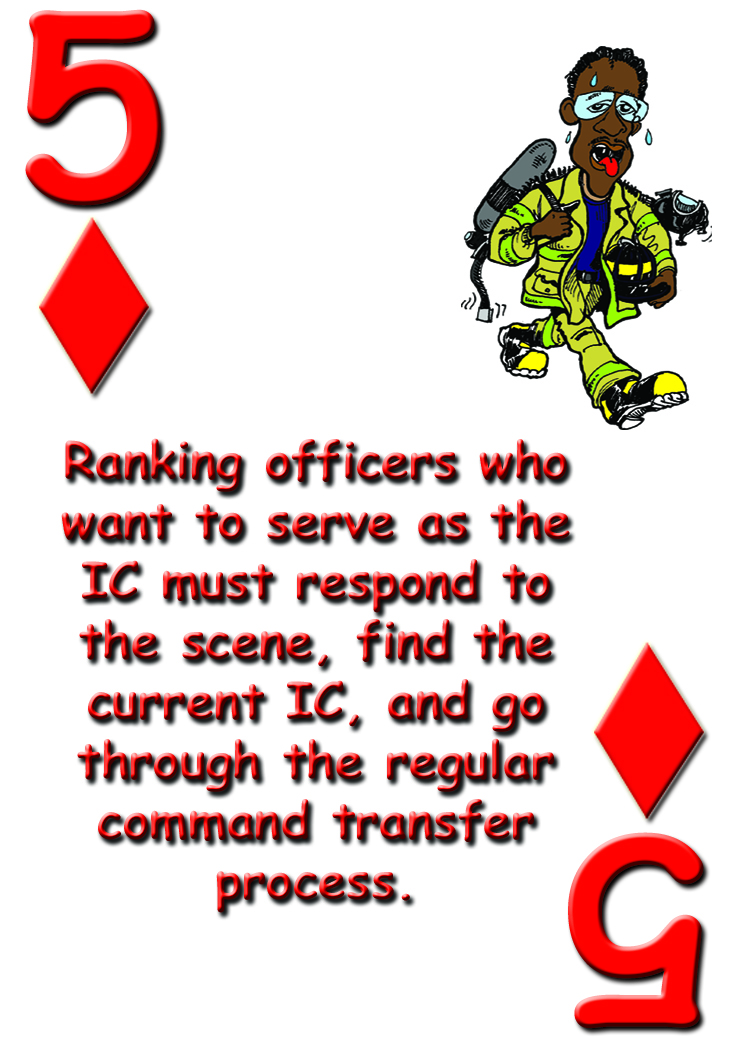 5
Ranking officers who
want to serve as the
IC must respond to
the scene, find the
current IC, and go
through the regular
command transfer
process.
5